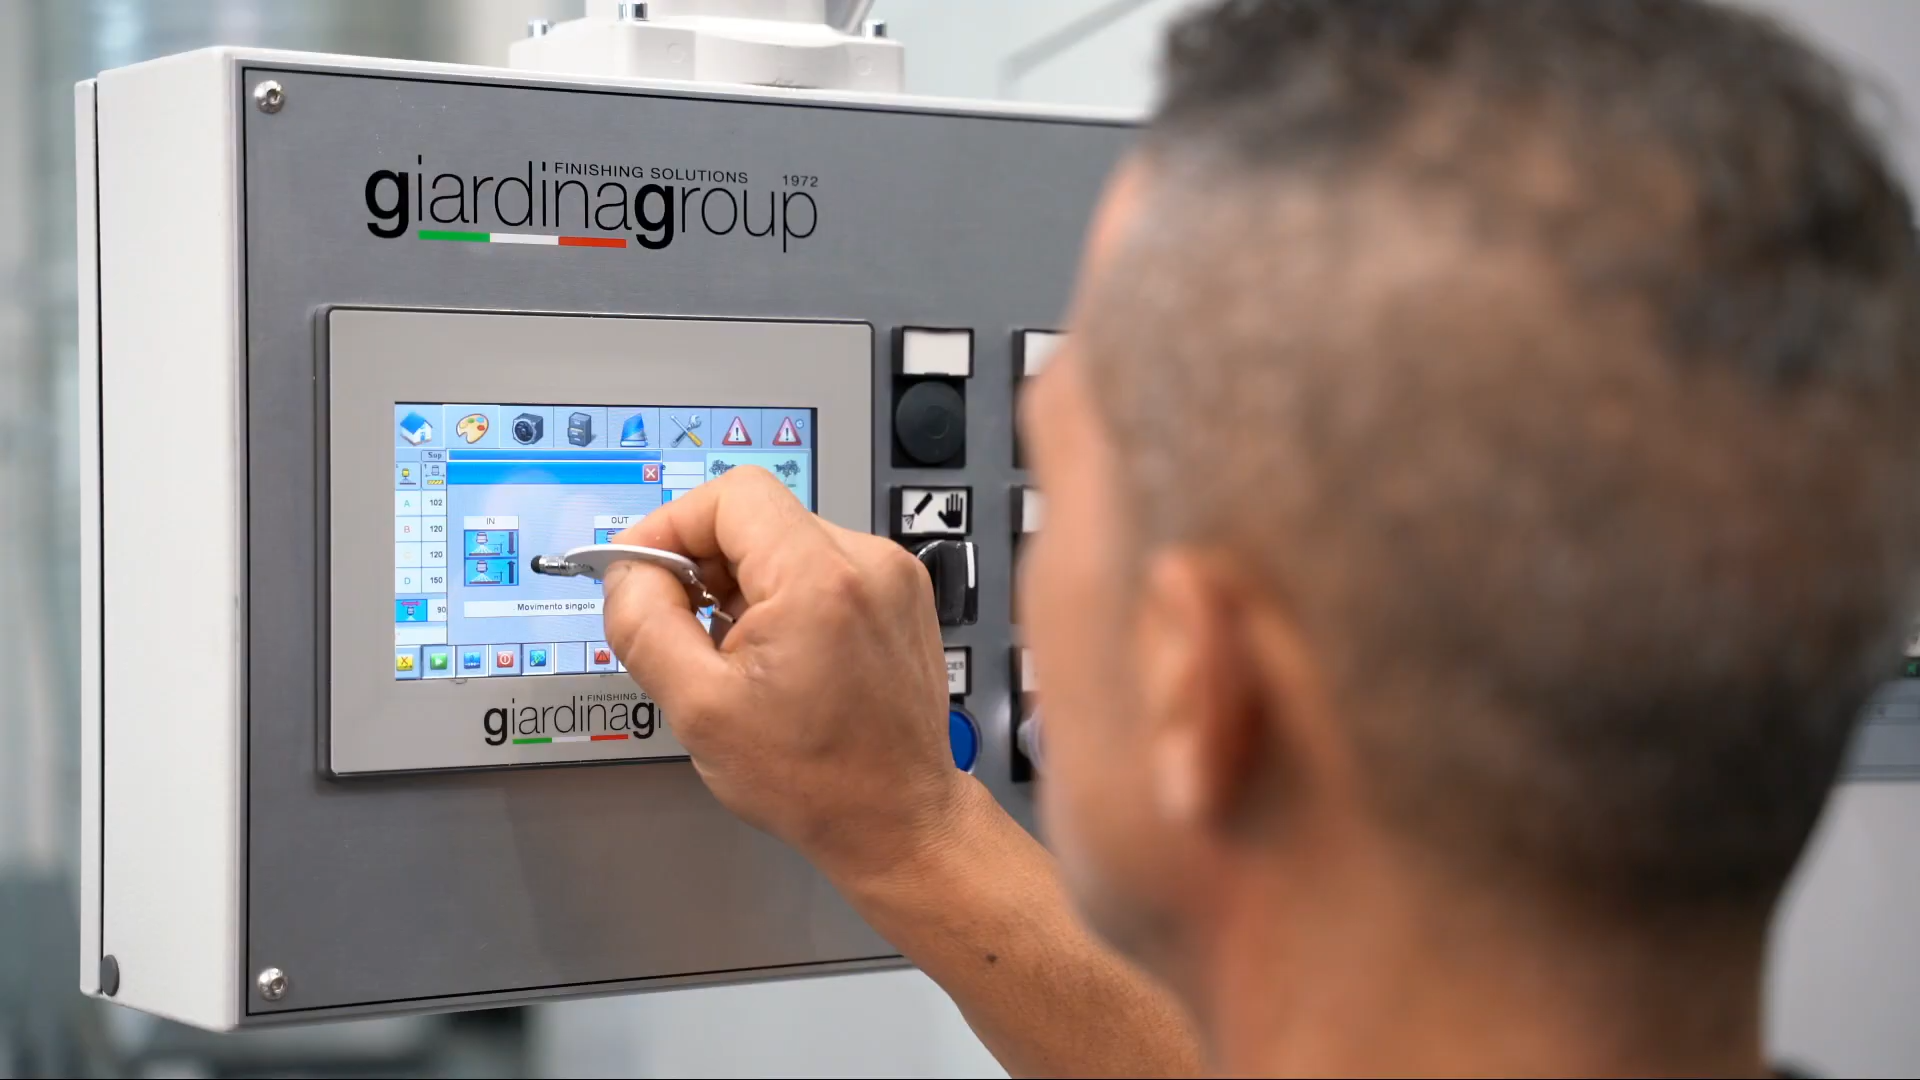 FINISHING SOLUTIONS
1972
giardinagroup
Sup
A 102
B 120
C 120
D 150
90
IN
OUT
Movimento singolo
FINISHING
giardinag